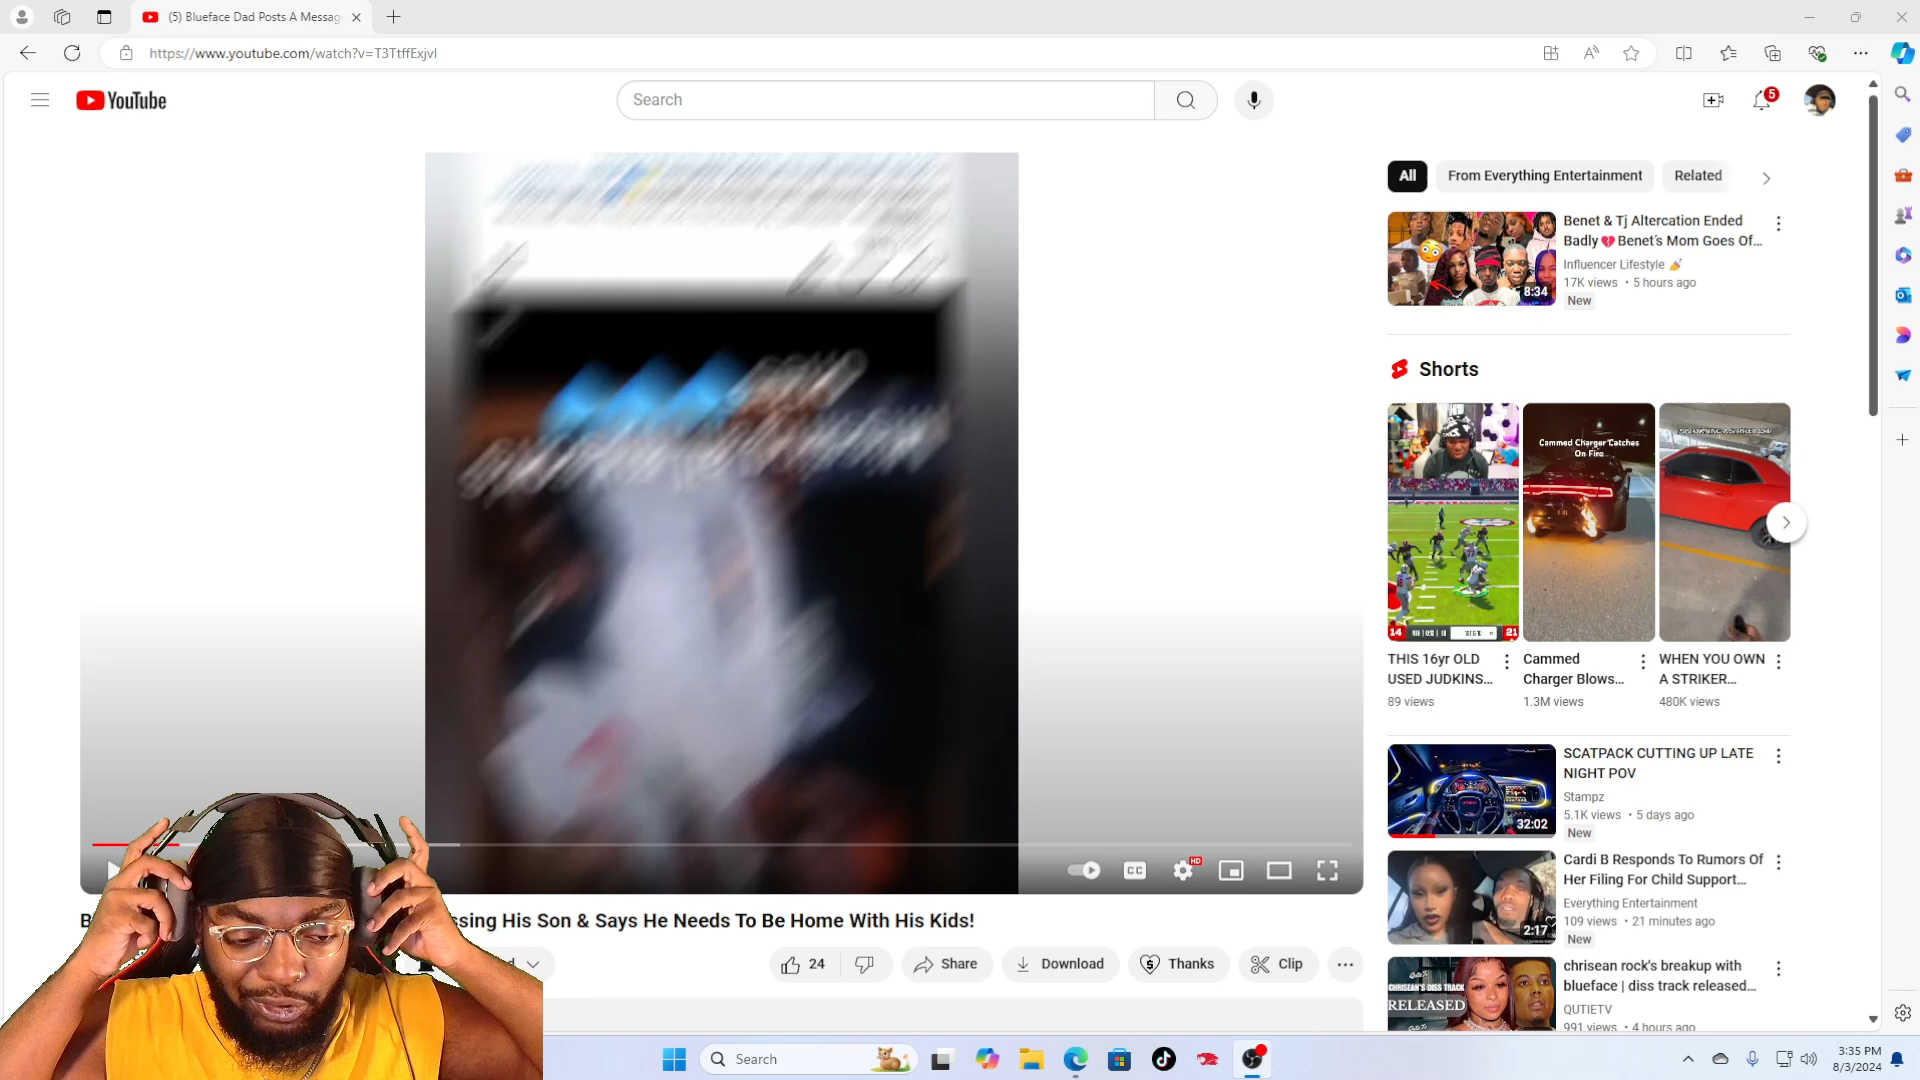 (5) Blueface Dad Posts A Messag
https://www.youtube.com/watch?v=T3TtffExjvI
YouTube
Search
5
All
From Everything Entertainment
Related
Benet & Tj Altercation Ended
Badly💔Benet's Mom Goes Of...
Influencer Lifestyle
17K views • 5 hours ago
New
8:34
Shorts
Cammed Charger Catches
On Fire
14
21
THIS 16yr OLD
USED JUDKINS...
89 views
Cammed
Charger Blows...
1.3M views
WHEN YOU OWN
A STRIKER...
480K views
SCATPACK CUTTING UP LATE
NIGHT POV
Stampz
5.1K views • 5 days ago
New
32:02
Cardi B Responds To Rumors Of
Her Filing For Child Support...
Everything Entertainment
109 views • 21 minutes ago
New
2:17
chrisean rock's breakup with
blueface | diss track released...
QUTIETV
991 views • 4 hours ago
CHRISEAN'S DISS TRACK
RELEASED
CC
HD
ssing His Son & Says He Needs To Be Home With His Kids!
24
Share
Download
Thanks
Clip
Search
3:35 PM
8/3/2024